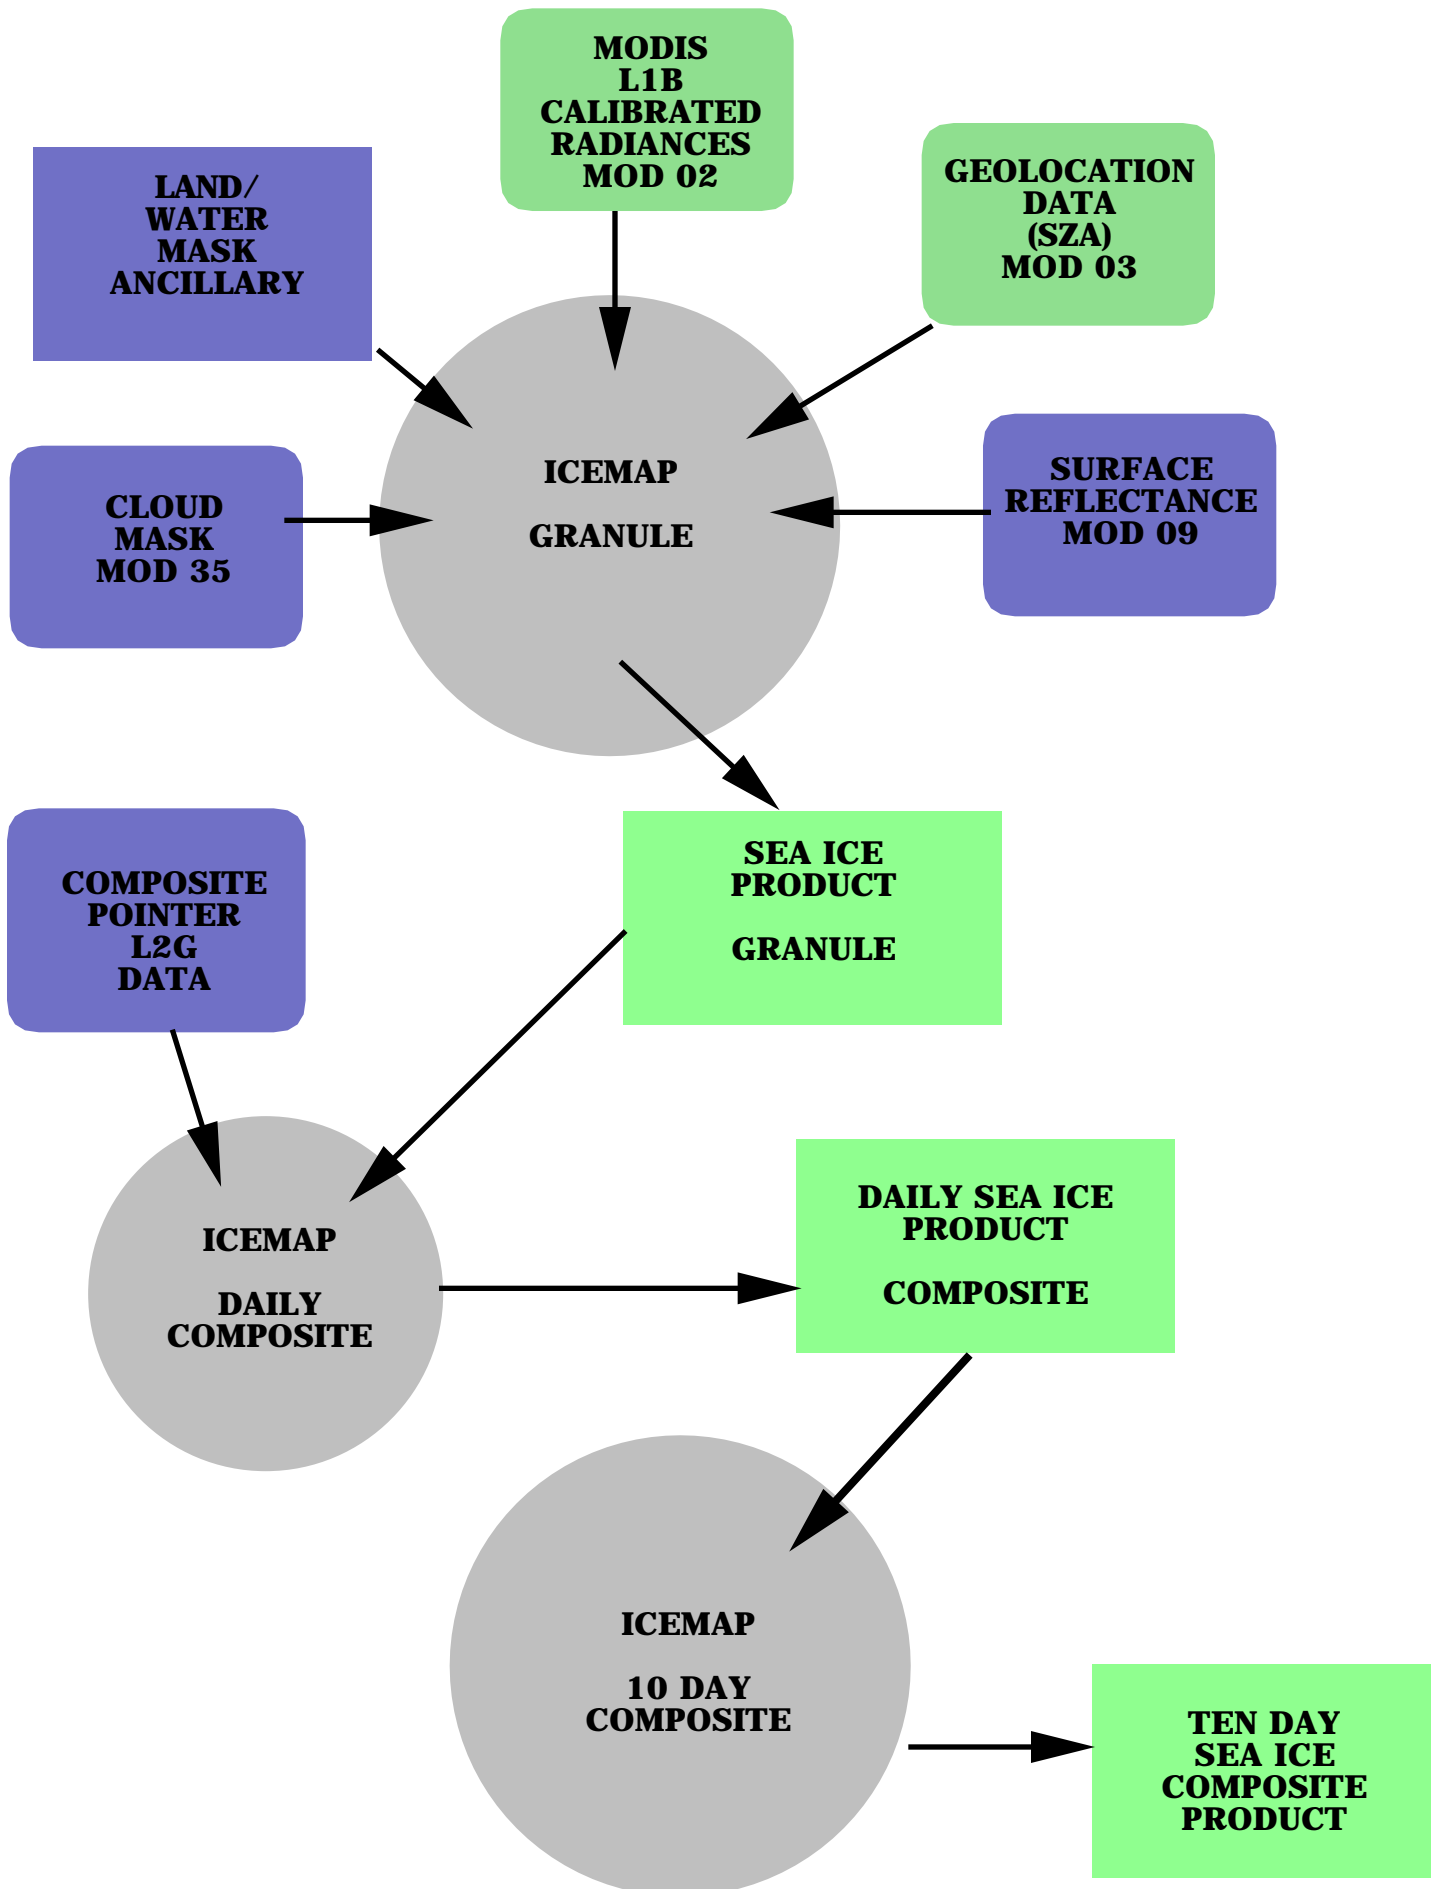 MODIS
L1B
CALIBRATED
RADIANCES
MOD 02
GEOLOCATION
DATA
(SZA)
MOD 03
LAND/
WATER
MASK
ANCILLARY
ICEMAP
GRANULE
SURFACE
REFLECTANCE
MOD 09
CLOUD
MASK
MOD 35
SEA ICE
PRODUCT
GRANULE
COMPOSITE
POINTER
L2G
DATA
ICEMAP
DAILY
COMPOSITE
DAILY SEA ICE
PRODUCT
COMPOSITE
ICEMAP
10 DAY
COMPOSITE
TEN DAY
SEA ICE
COMPOSITE
PRODUCT